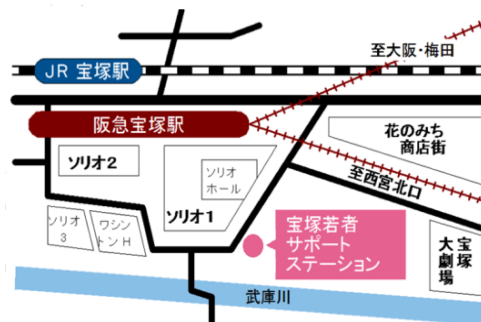 至大阪・梅田
JR 宝塚駅
阪急宝塚駅
花のみち
商店街
ソリオ2
ソリオ
ホール
至西宮北口
ソリオ1
ソリオ
3
ワシン
トンH
宝塚若者
サポート
ステーション
宝塚
大劇場
武庫川